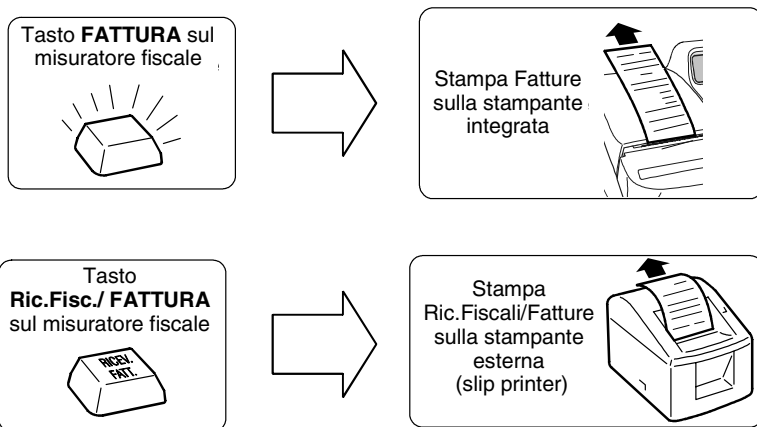 Tasto FATTURA sul
misuratore fiscale
Stampa Fatture
sulla stampante
integrata
Tasto
Ric.Fisc./ FATTURA
sul misuratore fiscale
RICEV.
FATT.
Stampa
Ric.Fiscali/Fatture
sulla stampante
esterna
(slip printer)